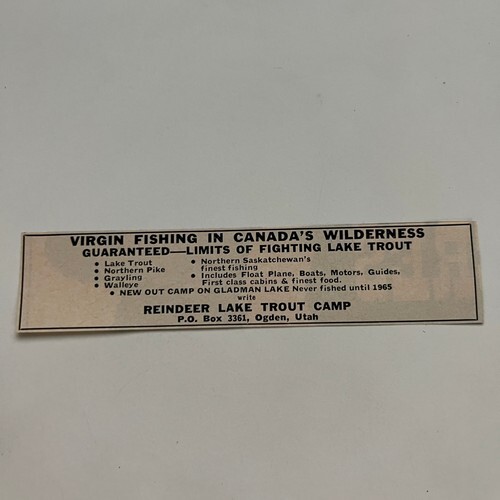 VIRGIN FISHING IN CANADA'S WILDERNESS
GUARANTEED—LIMITS OF FIGHTING LAKE TROUT
• Lake Trout
• Northern Pike
• Grayling
• Walleye
• Northern Saskatchewan's
finest fishing
• Includes Float Plane, Boats, Motors, Guides,
First class cabins & finest food.
• NEW OUT CAMP ON GLADMAN LAKE Never fished until 1965
write
REINDEER LAKE TROUT CAMP
P.O. Box 3361, Ogden, Utah